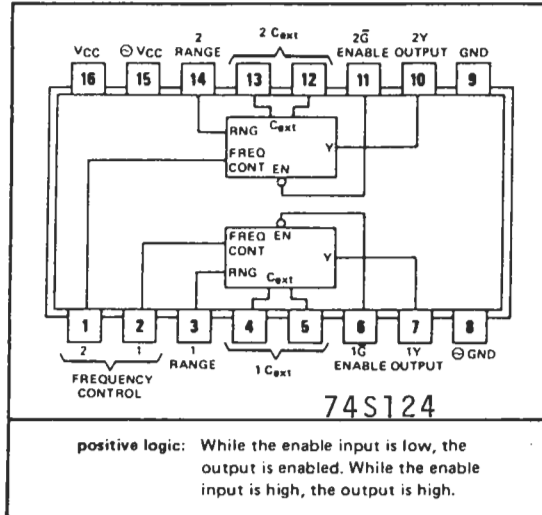 2 2 Cext 2G̅ 2Y
VCC ⊖ VCC RANGE ENABLE OUTPUT GND
16 15 14 13 12 11 10 9
RNG Cext
FREQ CONT Y
EN
FREQ CONT EN
Y
RNG Cext
1 2 3 4 5 6 7 8
2 1 1 1G̅ 1Y
FREQUENCY CONTROL RANGE 1 Cext ENABLE OUTPUT ⊖ GND
74S124
positive logic: While the enable input is low, the
output is enabled. While the enable
input is high, the output is high.